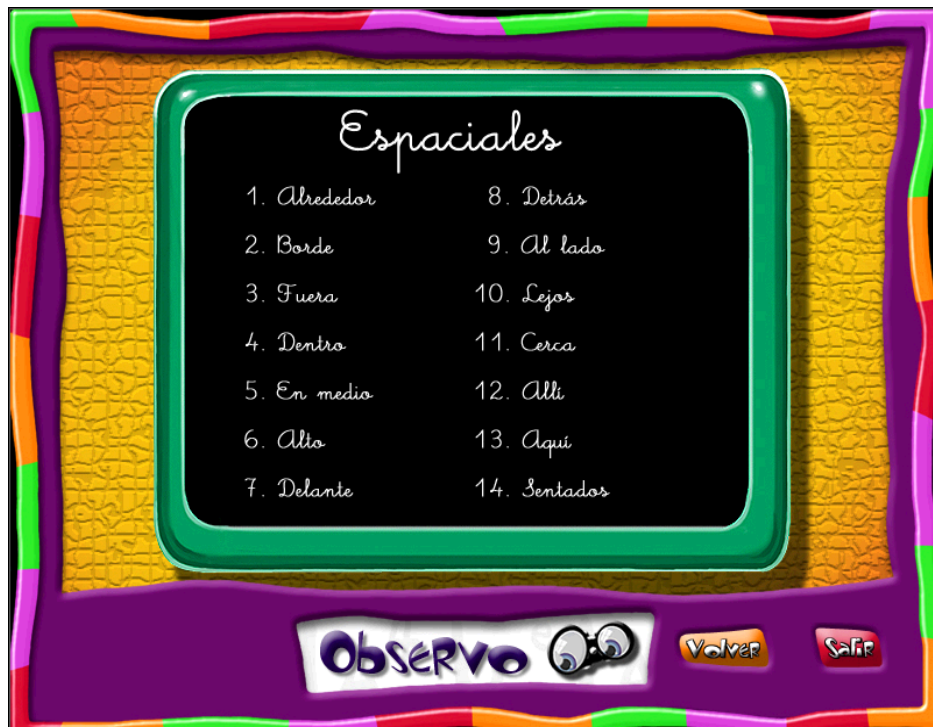 Espaciales
1. Alrededor
2. Borde
3. Fuera
4. Dentro
5. En medio
6. Alto
7. Delante
8. Detrás
9. Al lado
10. Lejos
11. Cerca
12. Allí
13. Aquí
14. Sentados
Observo
Volver
Salir